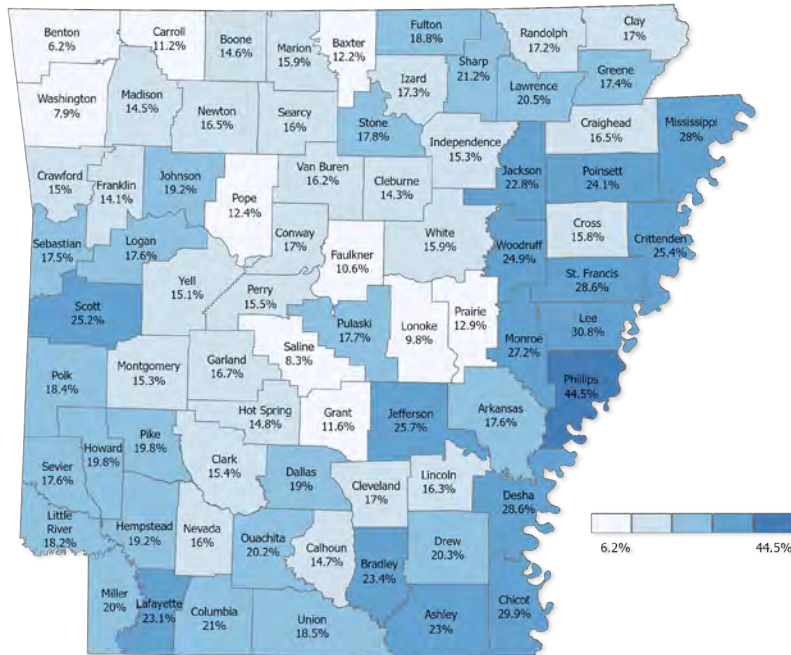 Benton
6.2%
Carroll
11.2%
Boone
14.6%
Marion
15.9%
Baxter
12.2%
Fulton
18.8%
Randolph
17.2%
Clay
17%
Washington
7.9%
Madison
14.5%
Newton
16.5%
Searcy
16%
Stone
17.8%
Izard
17.3%
Sharp
21.2%
Lawrence
20.5%
Greene
17.4%
Independence
15.3%
Craighead
16.5%
Mississippi
28%
Crawford
15%
Franklin
14.1%
Johnson
19.2%
Pope
12.4%
Van Buren
16.2%
Cleburne
14.3%
Jackson
22.8%
Poinsett
24.1%
Sebastian
17.5%
Logan
17.6%
Conway
17%
Faulkner
10.6%
White
15.9%
Woodruff
24.9%
Cross
15.8%
Crittenden
25.4%
St. Francis
28.6%
Scott
25.2%
Yell
15.1%
Perry
15.5%
Pulaski
17.7%
Lonoke
9.8%
Prairie
12.9%
Monroe
27.2%
Lee
30.8%
Saline
8.3%
Polk
18.4%
Montgomery
15.3%
Garland
16.7%
Phillips
44.5%
Hot Spring
14.8%
Grant
11.6%
Jefferson
25.7%
Arkansas
17.6%
Sevier
17.6%
Howard
19.8%
Pike
19.8%
Clark
15.4%
Dallas
19%
Cleveland
17%
Lincoln
16.3%
Desha
28.6%
Little
River
18.2%
Hempstead
19.2%
Nevada
16%
Ouachita
20.2%
Calhoun
14.7%
Bradley
23.4%
Drew
20.3%
Miller
20%
Lafayette
23.1%
Columbia
21%
Union
18.5%
Ashley
23%
Chicot
29.9%
6.2%
44.5%